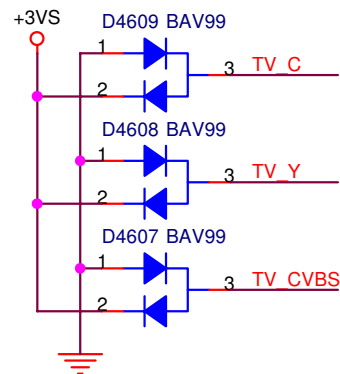 +3VS
D4609 BAV99
1
2
3
TV_C
D4608 BAV99
1
2
3
TV_Y
D4607 BAV99
1
2
3
TV_CVBS